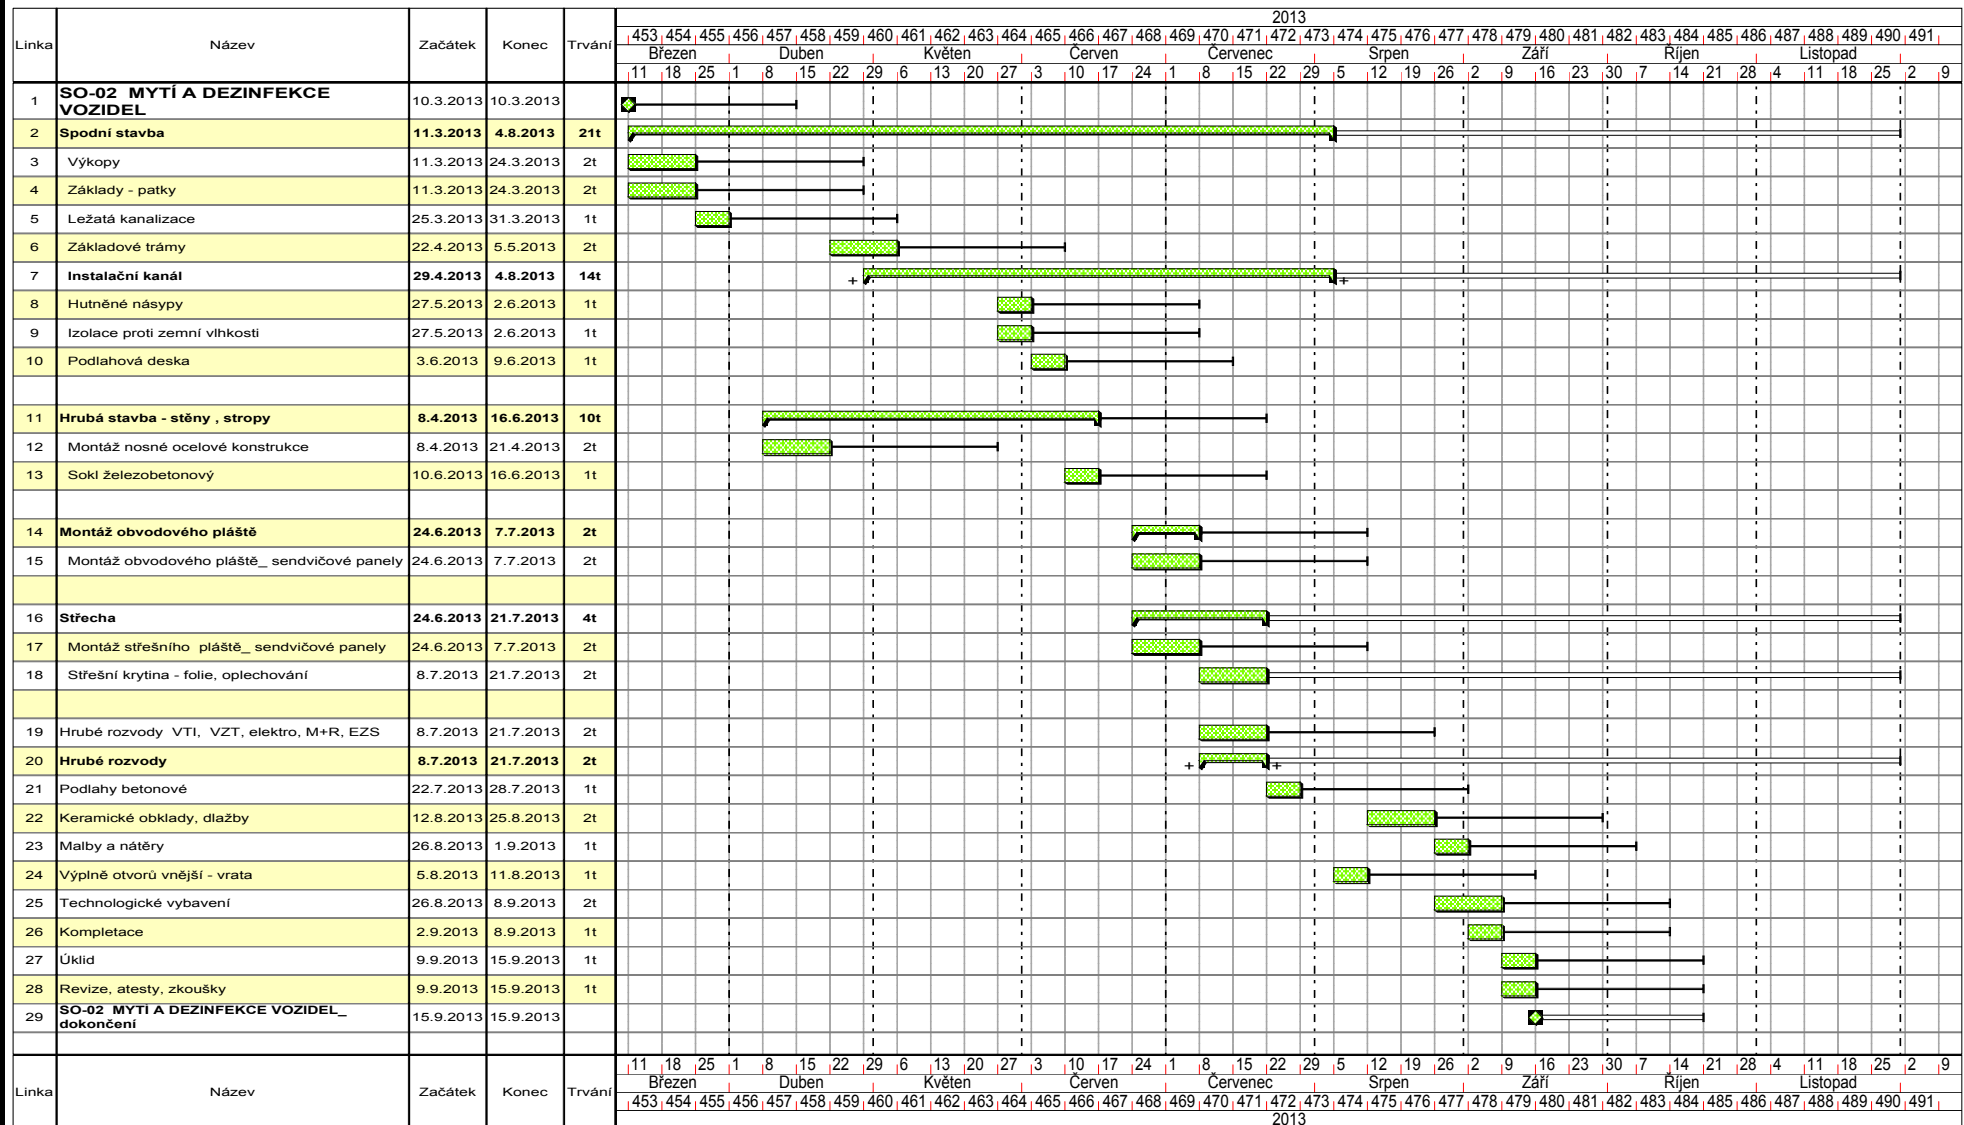 2013
453 454 455 456 457 458 459 460 461 462 463 464 465 466 467 468 469 470 471 472 473 474 475 476 477 478 479 480 481 482 483 484 485 486 487 488 489 490 491
Březen Duben Květen Červen Červenec Srpen Září Říjen Listopad
Linka Název Začátek Konec Trvání
11 18 25 1 8 15 22 29 6 13 20 27 3 10 17 24 1 8 15 22 29 5 12 19 26 2 9 16 23 30 7 14 21 28 4 11 18 25 2 9
1 SO-02 MYTÍ A DEZINFEKCE
VOZIDEL 10.3.2013 10.3.2013
2 Spodní stavba 11.3.2013 4.8.2013 21t
3 Výkopy 11.3.2013 24.3.2013 2t
4 Základy - patky 11.3.2013 24.3.2013 2t
5 Ležatá kanalizace 25.3.2013 31.3.2013 1t
6 Základové trámy 22.4.2013 5.5.2013 2t
7 Instalační kanál 29.4.2013 4.8.2013 14t
8 Hutněné násypy 27.5.2013 2.6.2013 1t
9 Izolace proti zemní vlhkosti 27.5.2013 2.6.2013 1t
10 Podlahová deska 3.6.2013 9.6.2013 1t
11 Hrubá stavba - stěny , stropy 8.4.2013 16.6.2013 10t
12 Montáž nosné ocelové konstrukce 8.4.2013 21.4.2013 2t
13 Sokl železobetonový 10.6.2013 16.6.2013 1t
14 Montáž obvodového pláště 24.6.2013 7.7.2013 2t
15 Montáž obvodového pláště_ sendvičové panely 24.6.2013 7.7.2013 2t
16 Střecha 24.6.2013 21.7.2013 4t
17 Montáž střešního pláště_ sendvičové panely 24.6.2013 7.7.2013 2t
18 Střešní krytina - folie, oplechování 8.7.2013 21.7.2013 2t
19 Hrubé rozvody VTI, VZT, elektro, M+R, EZS 8.7.2013 21.7.2013 2t
20 Hrubé rozvody 8.7.2013 21.7.2013 2t
21 Podlahy betonové 22.7.2013 28.7.2013 1t
22 Keramické obklady, dlažby 12.8.2013 25.8.2013 2t
23 Malby a nátěry 26.8.2013 1.9.2013 1t
24 Výplně otvorů vnější - vrata 5.8.2013 11.8.2013 1t
25 Technologické vybavení 26.8.2013 8.9.2013 2t
26 Kompletace 2.9.2013 8.9.2013 1t
27 Úklid 9.9.2013 15.9.2013 1t
28 Revize, atesty, zkoušky 9.9.2013 15.9.2013 1t
29 SO-02 MYTÍ A DEZINFEKCE VOZIDEL_
dokončení 15.9.2013 15.9.2013
11 18 25 1 8 15 22 29 6 13 20 27 3 10 17 24 1 8 15 22 29 5 12 19 26 2 9 16 23 30 7 14 21 28 4 11 18 25 2 9
Březen Duben Květen Červen Červenec Srpen Září Říjen Listopad
Linka Název Začátek Konec Trvání
453 454 455 456 457 458 459 460 461 462 463 464 465 466 467 468 469 470 471 472 473 474 475 476 477 478 479 480 481 482 483 484 485 486 487 488 489 490 491
2013